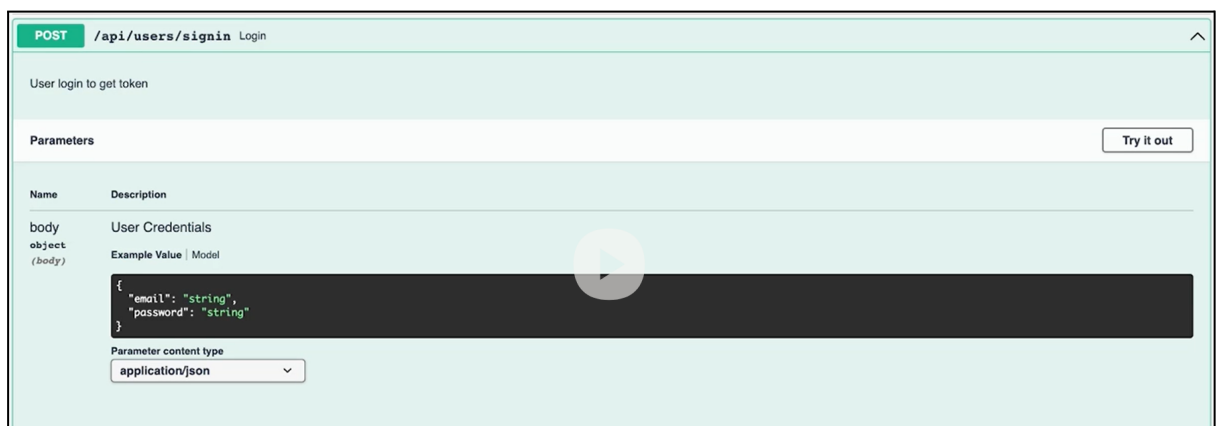 POST /api/users/signin Login
User login to get token
Parameters
Try it out
Name Description
body User Credentials
object
(body)
Example Value | Model
{
"email": "string",
"password": "string"
}
Parameter content type
application/json